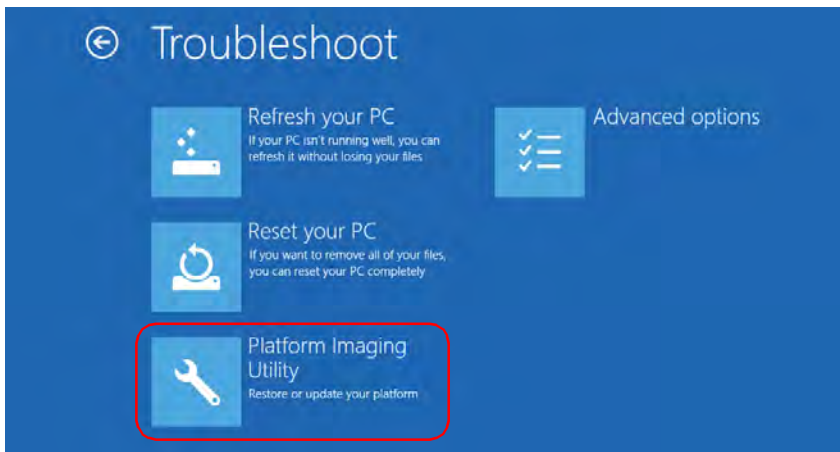 Troubleshoot
Refresh your PC
If your PC isn't running well, you can
refresh it without losing your files
Advanced options
Reset your PC
If you want to remove all of your files,
you can reset your PC completely
Platform Imaging
Utility
Restore or update your platform